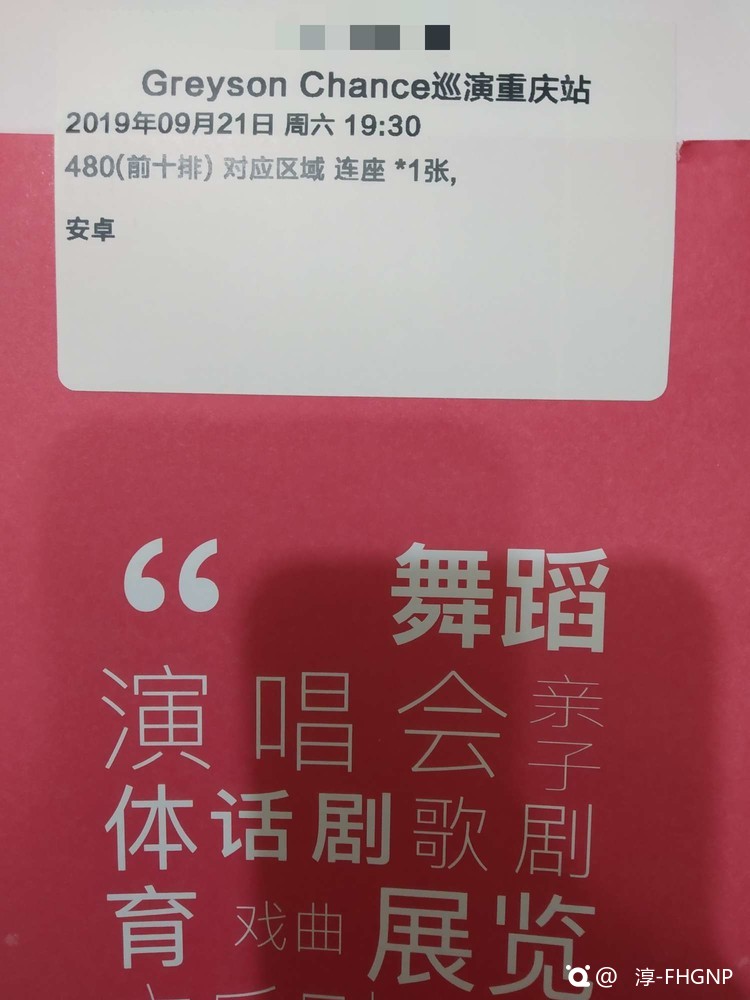 Greyson Chance巡演重庆站
2019年09月21日 周六 19:30
480(前十排) 对应区域 连座 *1张,
安卓
“ 舞蹈
演唱会 亲子
体 话剧 歌剧
育 戏曲 展览
@ 淳-FHGNP